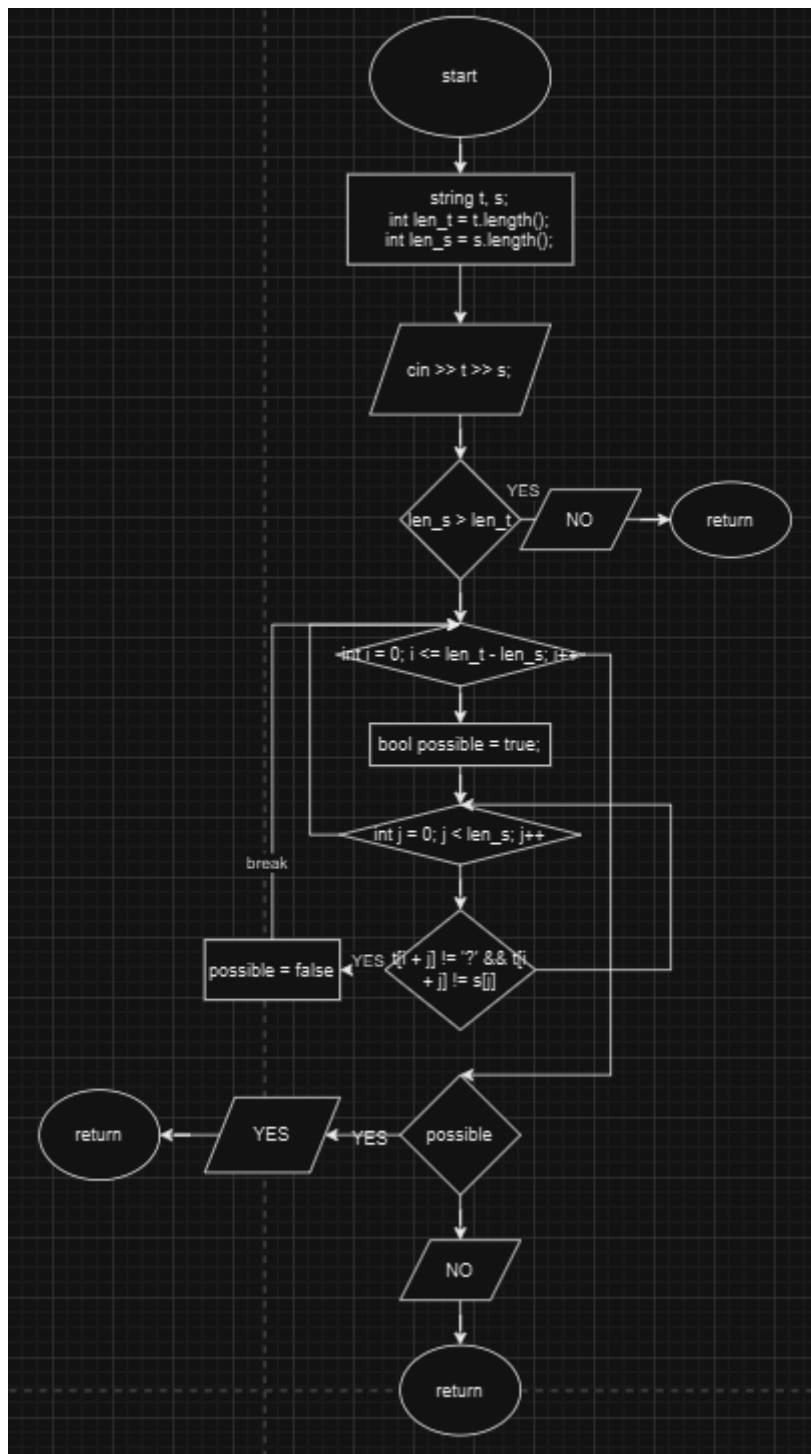 start
string t, s;
int len_t = t.length();
int len_s = s.length();
cin >> t >> s;
len_s > len_t
YES
NO
return
int i = 0; i <= len_t - len_s; i++
bool possible = true;
int j = 0; j < len_s; j++
break
t[i + j] != '?' && t[i
+ j] != s[j]
YES
possible = false
possible
YES
YES
return
NO
return